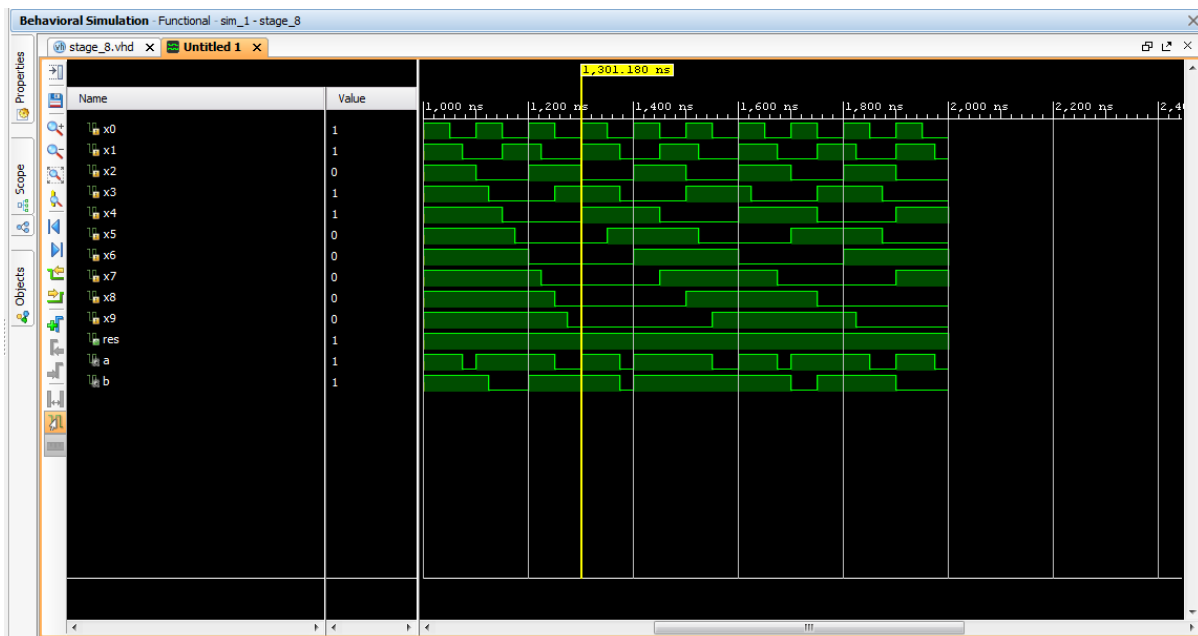 Behavioral Simulation - Functional - sim_1 - stage_8
Properties
Scope
Objects
stage_8.vhd
Untitled 1
1,301.180 ns
Name Value
1,000 ns 1,200 ns 1,400 ns 1,600 ns 1,800 ns 2,000 ns 2,200 ns 2,4
x0 1
x1 1
x2 0
x3 1
x4 1
x5 0
x6 0
x7 0
x8 0
x9 0
res 1
a 1
b 1